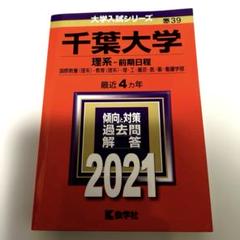 大学入試シリーズ
39
千葉大学
理系-前期日程
国際教養〈理系〉・教育〈理系〉・理・工・園芸・医・薬・看護学部
最近4カ年
傾向と対策
過去問
解答
2021
教学社